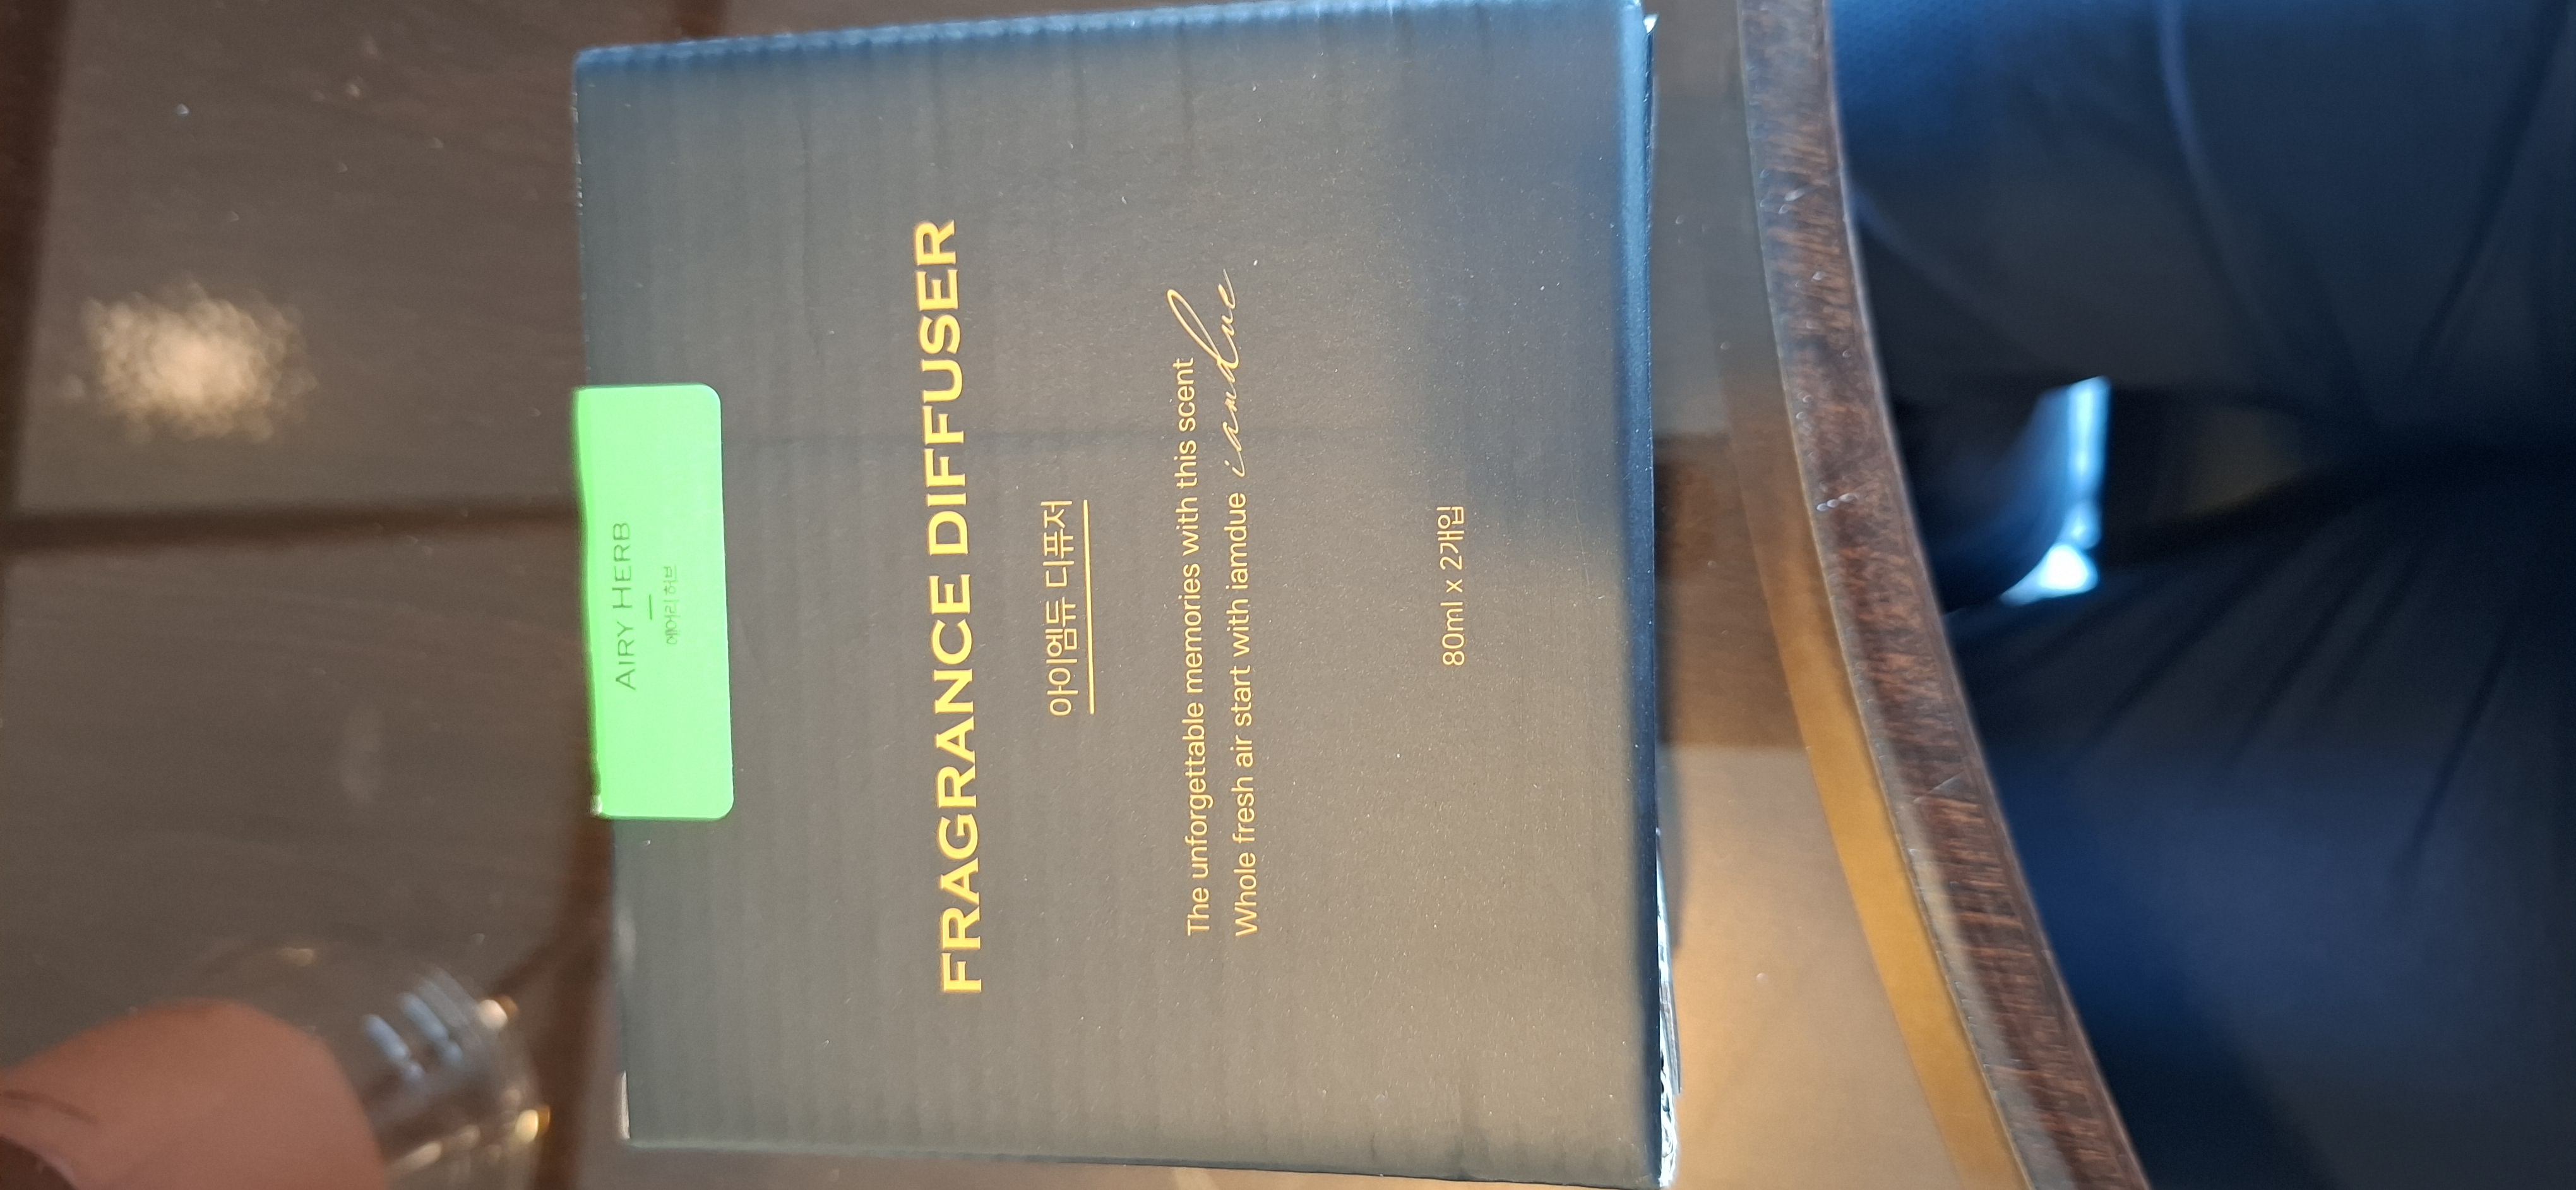 AIRY HERB
에어리 허브
FRAGRANCE DIFFUSER
아이엠듀 디퓨저
The unforgettable memories with this scent
Whole fresh air start with iamdue iamdue
80ml x 2개입